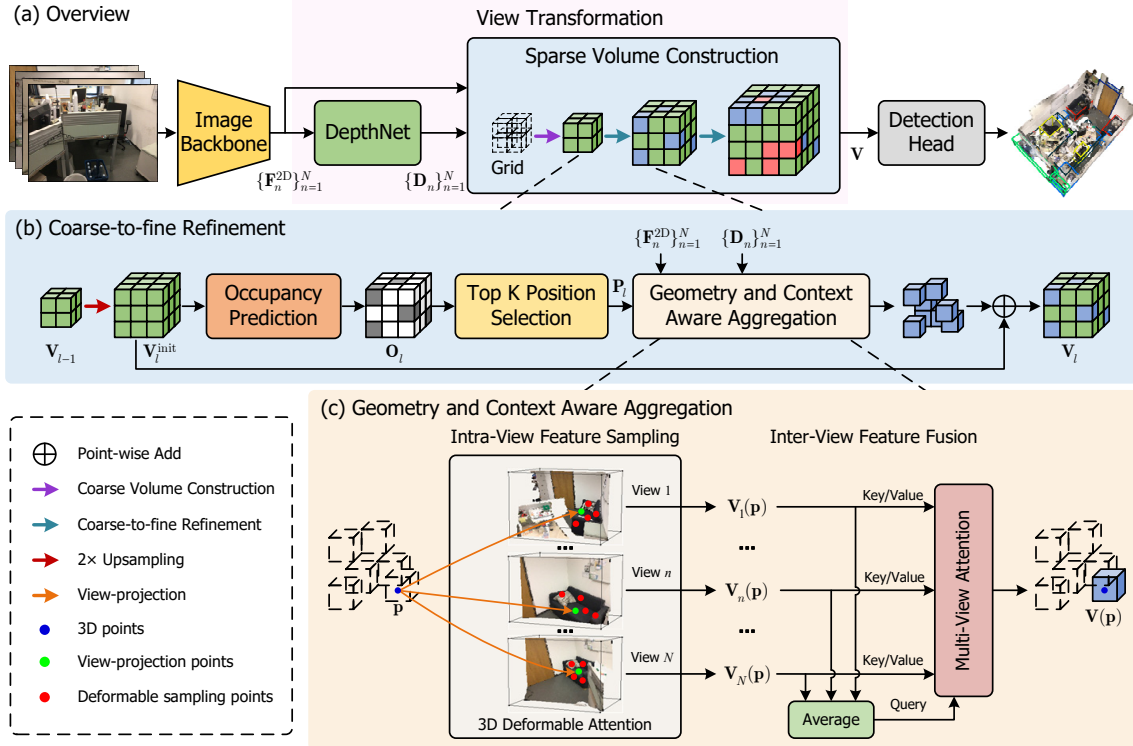 (a) Overview
View Transformation
Sparse Volume Construction
Image
Backbone
DepthNet
Grid
Detection
Head
V
{F_n^{2D}}_{n=1}^N
{D_n}_{n=1}^N
(b) Coarse-to-fine Refinement
{F_n^{2D}}_{n=1}^N
{D_n}_{n=1}^N
Occupancy
Prediction
Top K Position
Selection
P_l
Geometry and Context
Aware Aggregation
V_{l-1}
V_l^{init}
O_l
V_l
(c) Geometry and Context Aware Aggregation
Intra-View Feature Sampling
Inter-View Feature Fusion
Point-wise Add
Coarse Volume Construction
Coarse-to-fine Refinement
2× Upsampling
View-projection
3D points
View-projection points
Deformable sampling points
p
View 1
...
View n
...
View N
3D Deformable Attention
V_1(p)
...
V_n(p)
...
V_N(p)
Key/Value
Key/Value
Key/Value
Average
Query
Multi-View Attention
V(p)